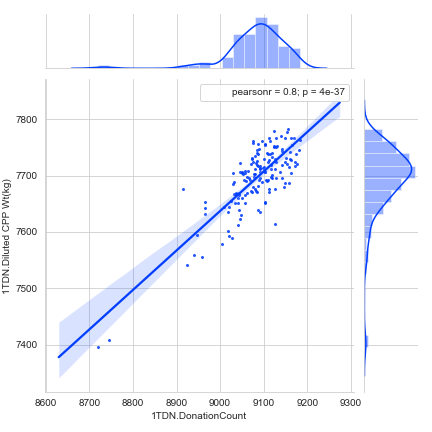 pearsonr = 0.8; p = 4e-37
7800
7700
7600
7500
7400
1TDN.Diluted CPP Wt(kg)
8600 8700 8800 8900 9000 9100 9200 9300
1TDN.DonationCount